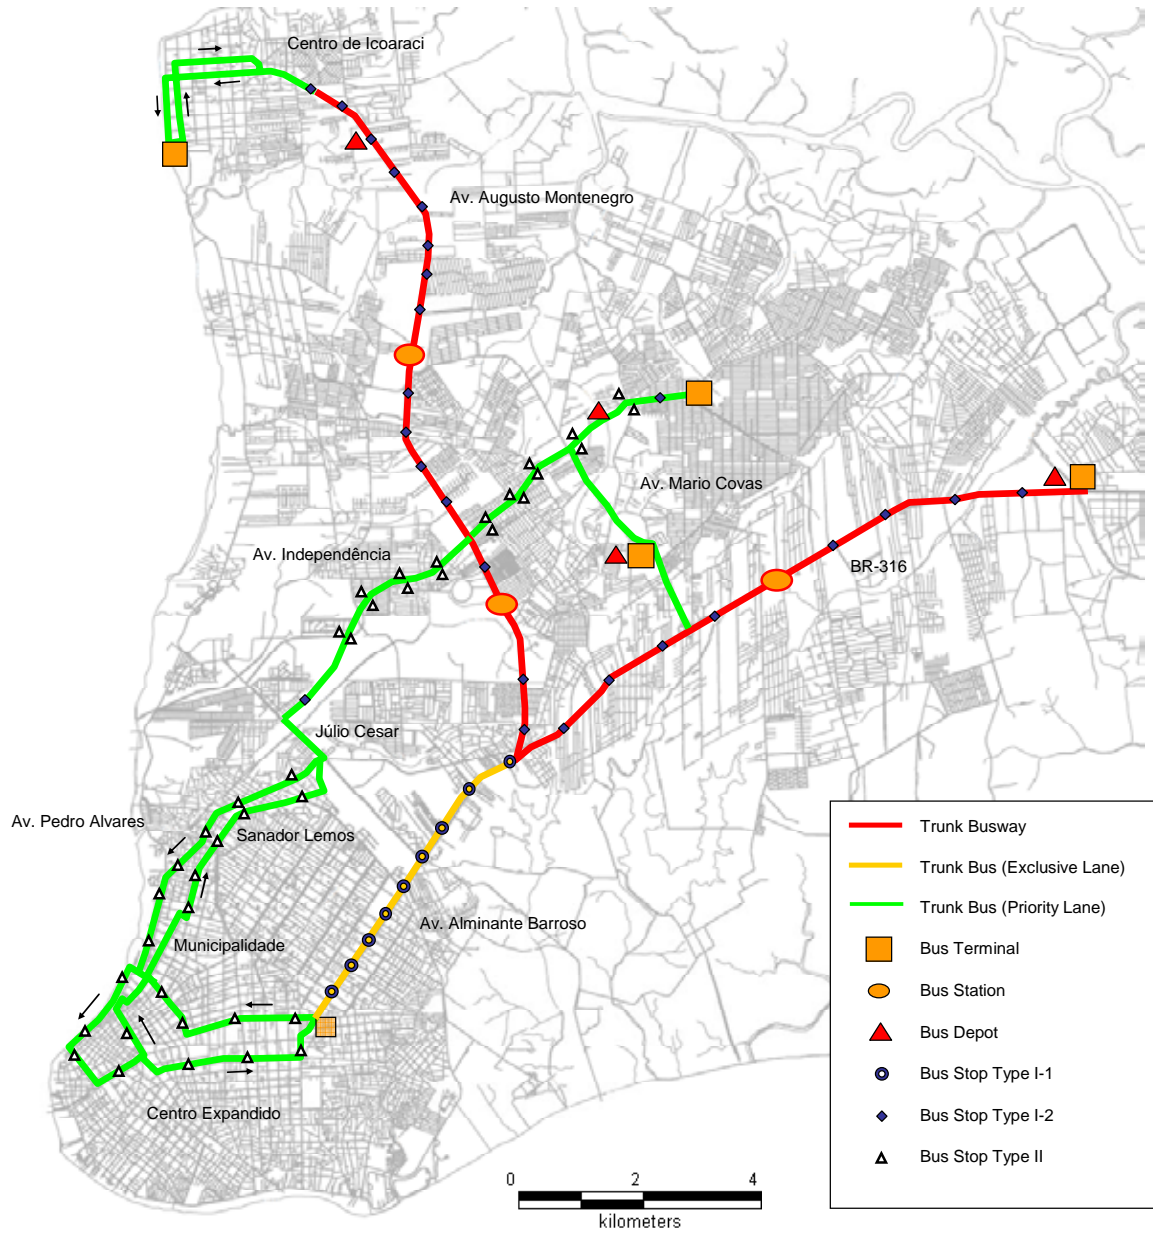 Centro de Icoaraci
Av. Augusto Montenegro
Av. Mario Covas
Av. Independência
BR-316
Júlio Cesar
Av. Pedro Alvares
Sanador Lemos
Av. Alminante Barroso
Municipalidade
Centro Expandido
Trunk Busway
Trunk Bus (Exclusive Lane)
Trunk Bus (Priority Lane)
Bus Terminal
Bus Station
Bus Depot
Bus Stop Type I-1
Bus Stop Type I-2
Bus Stop Type II
0 2 4
kilometers